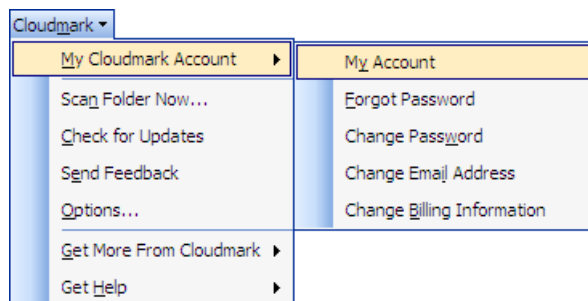 Cloudmark
My Cloudmark Account
Scan Folder Now...
Check for Updates
Send Feedback
Options...
Get More From Cloudmark
Get Help
My Account
Forgot Password
Change Password
Change Email Address
Change Billing Information